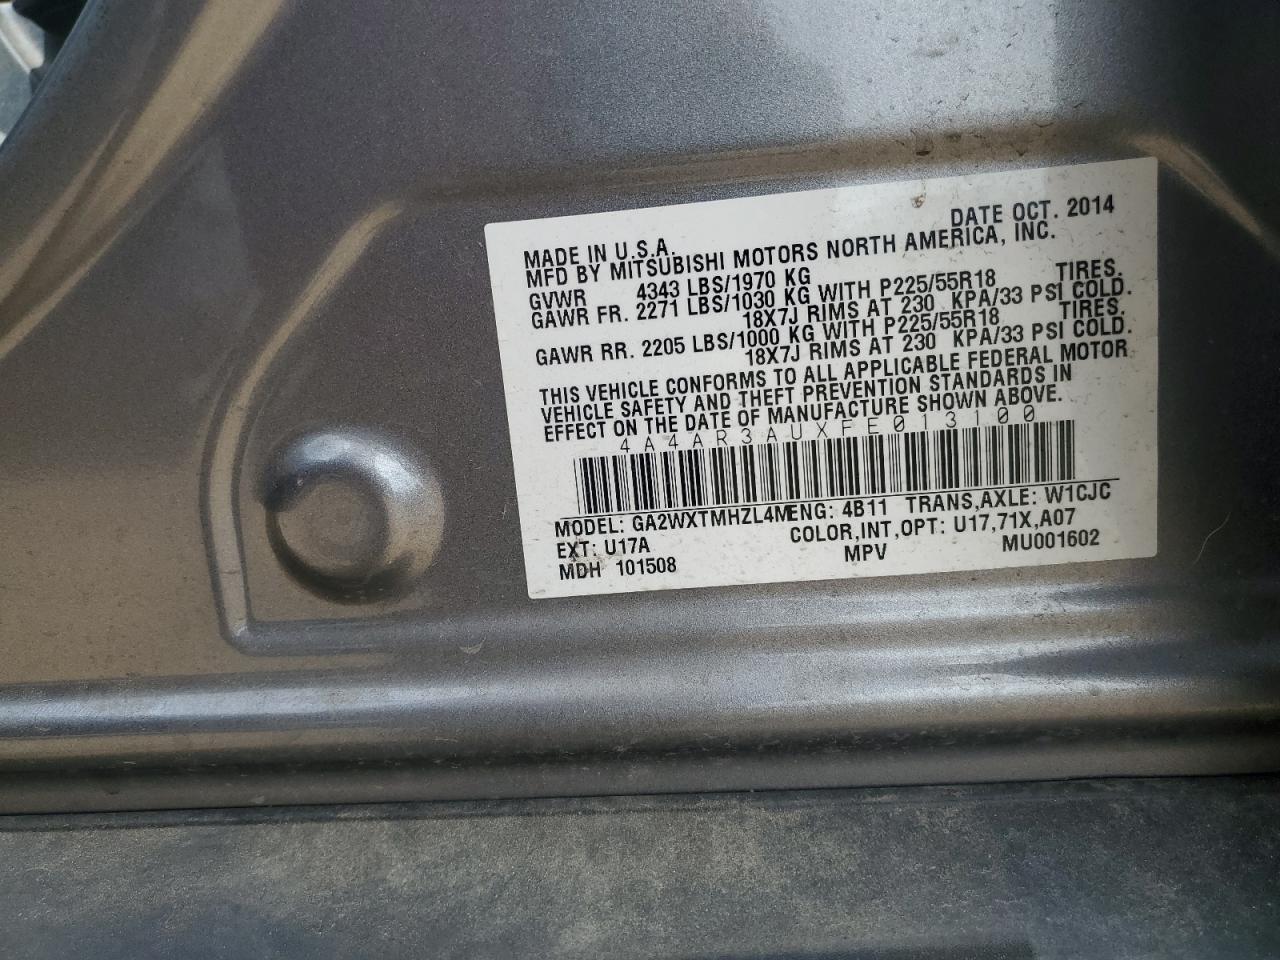 DATE OCT. 2014
MADE IN U.S.A.
MFD BY MITSUBISHI MOTORS NORTH AMERICA, INC.
GVWR 4343 LBS/1970 KG
GAWR FR. 2271 LBS/1030 KG WITH P225/55R18 TIRES.
18X7J RIMS AT 230 KPA/33 PSI COLD.
GAWR RR. 2205 LBS/1000 KG WITH P225/55R18 TIRES.
18X7J RIMS AT 230 KPA/33 PSI COLD.
THIS VEHICLE CONFORMS TO ALL APPLICABLE FEDERAL MOTOR
VEHICLE SAFETY AND THEFT PREVENTION STANDARDS IN
EFFECT ON THE DATE OF MANUFACTURE SHOWN ABOVE.
4A4AR3AUXFE013100
MODEL: GA2WXTMHZL4M ENG: 4B11 TRANS,AXLE: W1CJC
EXT: U17A COLOR,INT,OPT: U17,71X,A07
MDH 101508 MPV MU001602